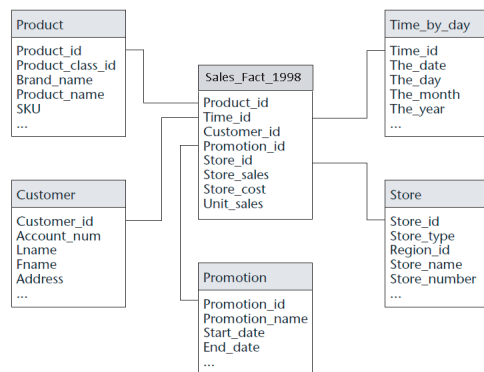 Product
Product_id
Product_class_id
Brand_name
Product_name
SKU
...
Customer
Customer_id
Account_num
Lname
Fname
Address
...
Sales_Fact_1998
Product_id
Time_id
Customer_id
Promotion_id
Store_id
Store_sales
Store_cost
Unit_sales
Promotion
Promotion_id
Promotion_name
Start_date
End_date
...
Time_by_day
Time_id
The_date
The_day
The_month
The_year
...
Store
Store_id
Store_type
Region_id
Store_name
Store_number
...